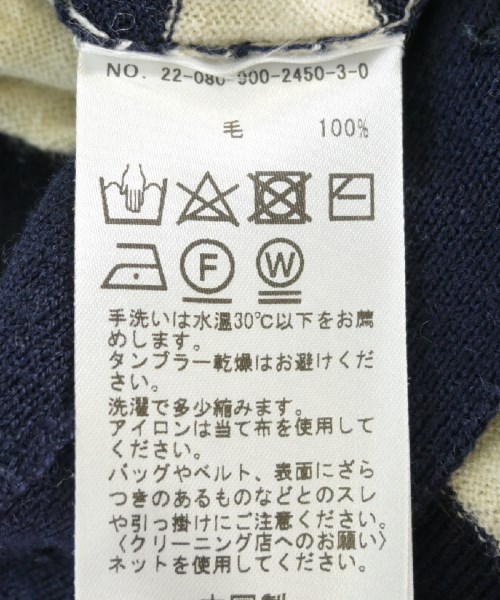 NO. 22-080-900-2450-3-0
毛 100%
F W
手洗いは水温30℃以下をお薦
めします。
タンブラー乾燥はお避けくだ
さい。
洗濯で多少縮みます。
アイロンは当て布を使用して
ください。
バッグやベルト、表面にざら
つきのあるものなどとのスレ
や引っ掛けにご注意ください。
〈クリーニング店へのお願い〉
ネットを使用してください。